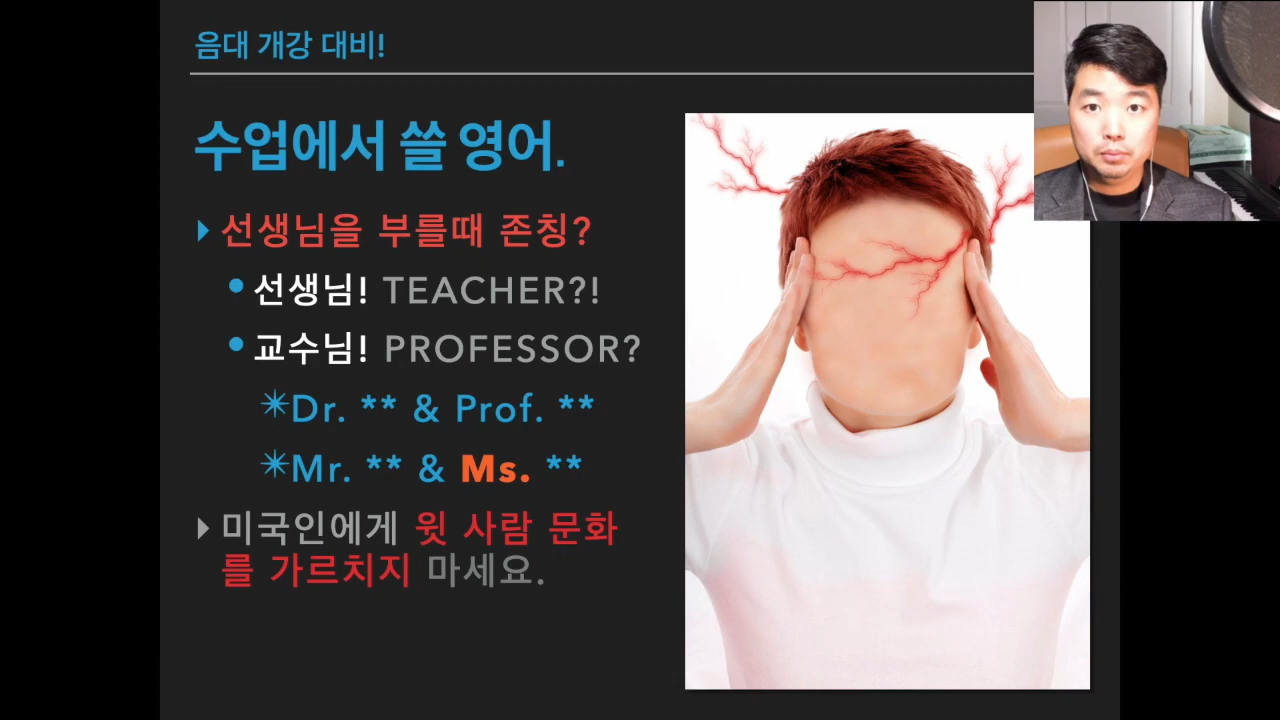 음대 개강 대비!
수업에서 쓸 영어.
선생님을 부를때 존칭?
선생님! TEACHER?!
교수님! PROFESSOR?
Dr. ** & Prof. **
Mr. ** & Ms. **
미국인에게 윗 사람 문화
를 가르치지 마세요.